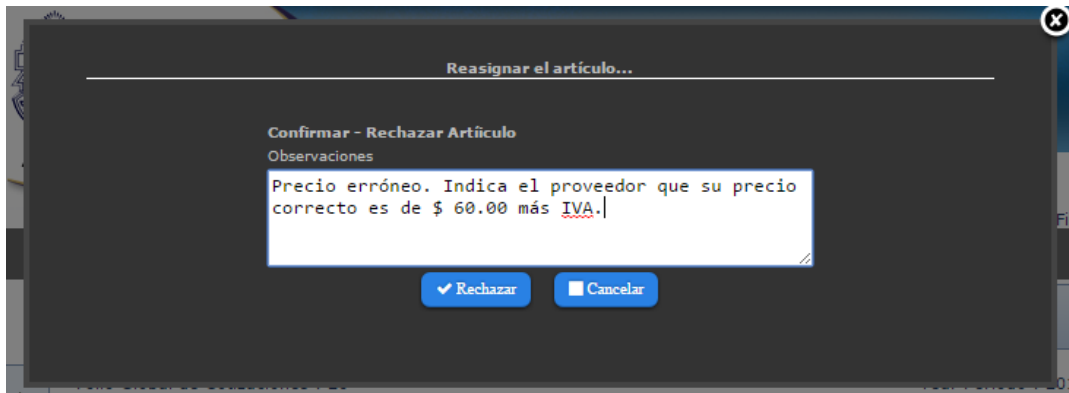 Reasignar el artículo...
Confirmar - Rechazar Artíiculo
Observaciones
Precio erróneo. Indica el proveedor que su precio
correcto es de $ 60.00 más IVA.
Rechazar
Cancelar